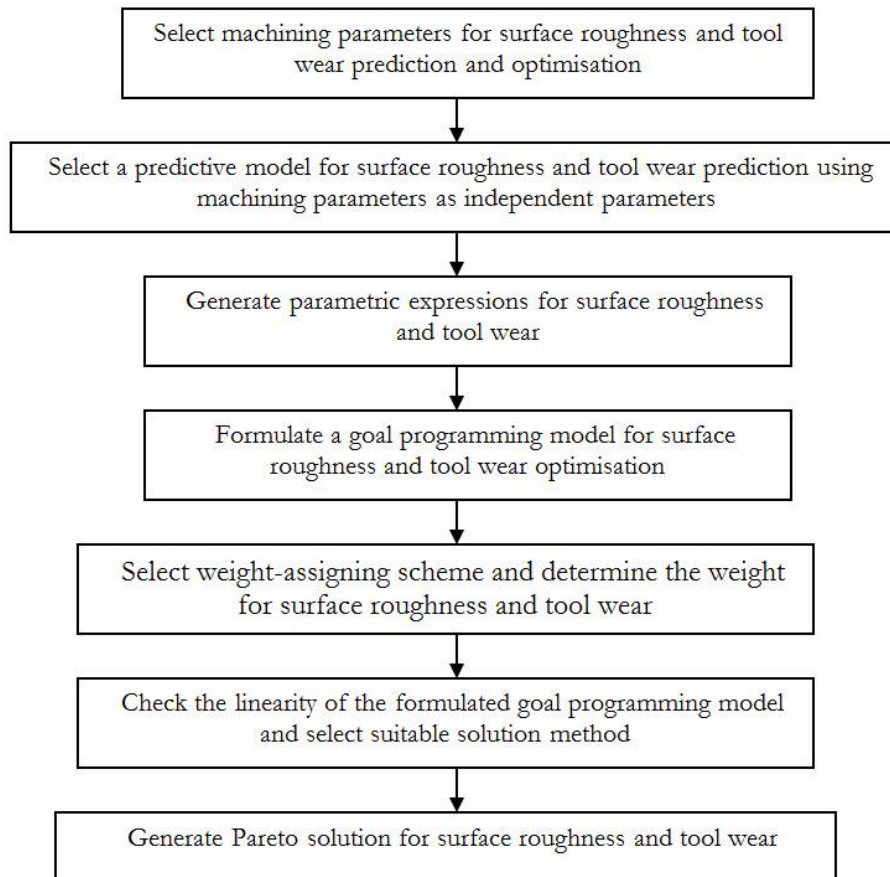 Select machining parameters for surface roughness and tool
wear prediction and optimisation
Select a predictive model for surface roughness and tool wear prediction using
machining parameters as independent parameters
Generate parametric expressions for surface roughness
and tool wear
Formulate a goal programming model for surface
roughness and tool wear optimisation
Select weight-assigning scheme and determine the weight
for surface roughness and tool wear
Check the linearity of the formulated goal programming model
and select suitable solution method
Generate Pareto solution for surface roughness and tool wear